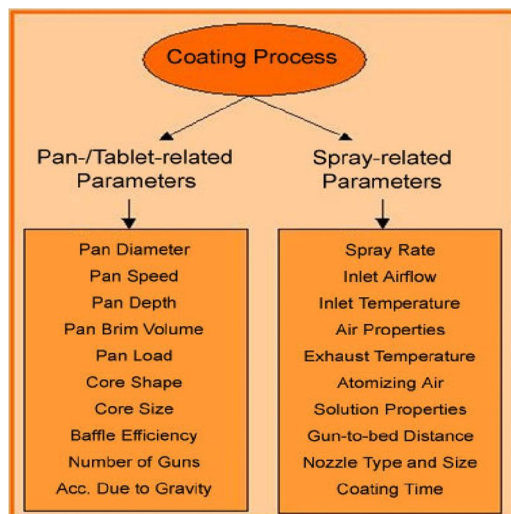 Coating Process
Pan-/Tablet-related
Parameters
Spray-related
Parameters
Pan Diameter
Pan Speed
Pan Depth
Pan Brim Volume
Pan Load
Core Shape
Core Size
Baffle Efficiency
Number of Guns
Acc. Due to Gravity
Spray Rate
Inlet Airflow
Inlet Temperature
Air Properties
Exhaust Temperature
Atomizing Air
Solution Properties
Gun-to-bed Distance
Nozzle Type and Size
Coating Time